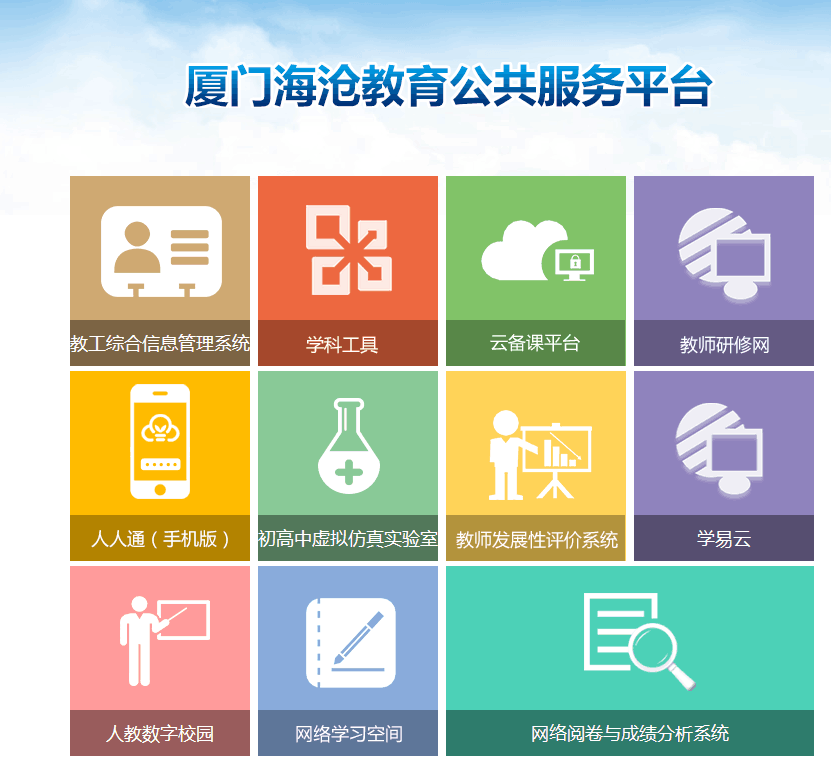 厦门海沧教育公共服务平台
教工综合信息管理系统
学科工具
云备课平台
教师研修网
人人通（手机版）
初高中虚拟仿真实验室
教师发展性评价系统
学易云
人教数字校园
网络学习空间
网络阅卷与成绩分析系统